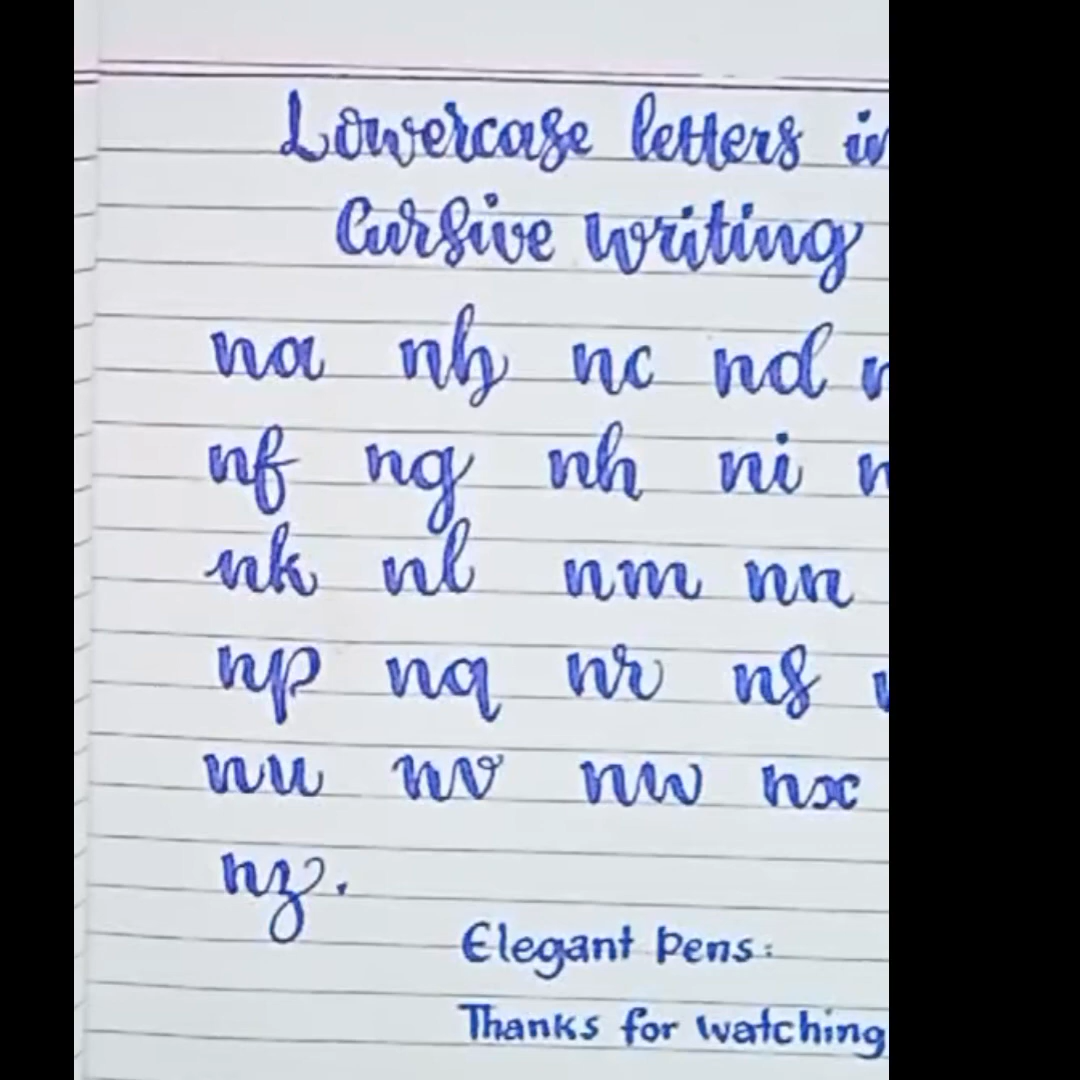 Lowercase letters in
Cursive writing
na nb nc nd
nf ng nh ni
nk nl nm nn
np nq nr ns
nu nv nw nx
nz.
Elegant Pens:
Thanks for watching